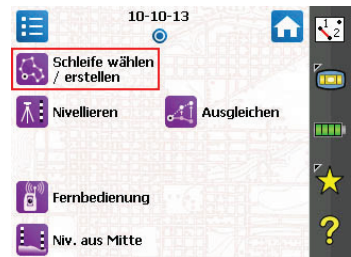 10-10-13
1 2
Schleife wählen
/ erstellen
Nivellieren
Ausgleichen
Fernbedienung
Niv. aus Mitte
?